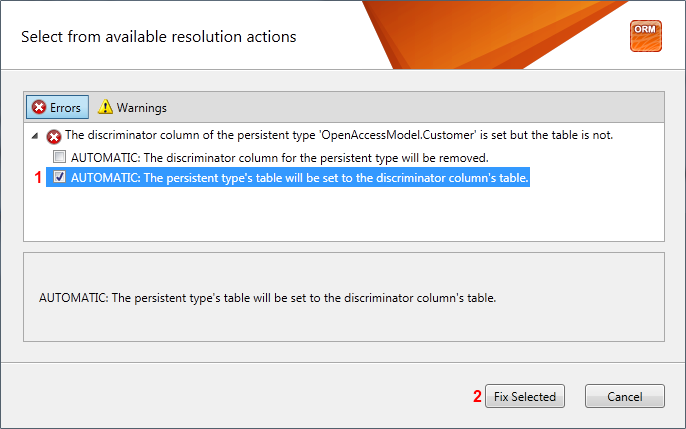 Select from available resolution actions
ORM
Errors
Warnings
The discriminator column of the persistent type 'OpenAccessModel.Customer' is set but the table is not.
AUTOMATIC: The discriminator column for the persistent type will be removed.
1 AUTOMATIC: The persistent type's table will be set to the discriminator column's table.
AUTOMATIC: The persistent type's table will be set to the discriminator column's table.
2 Fix Selected Cancel